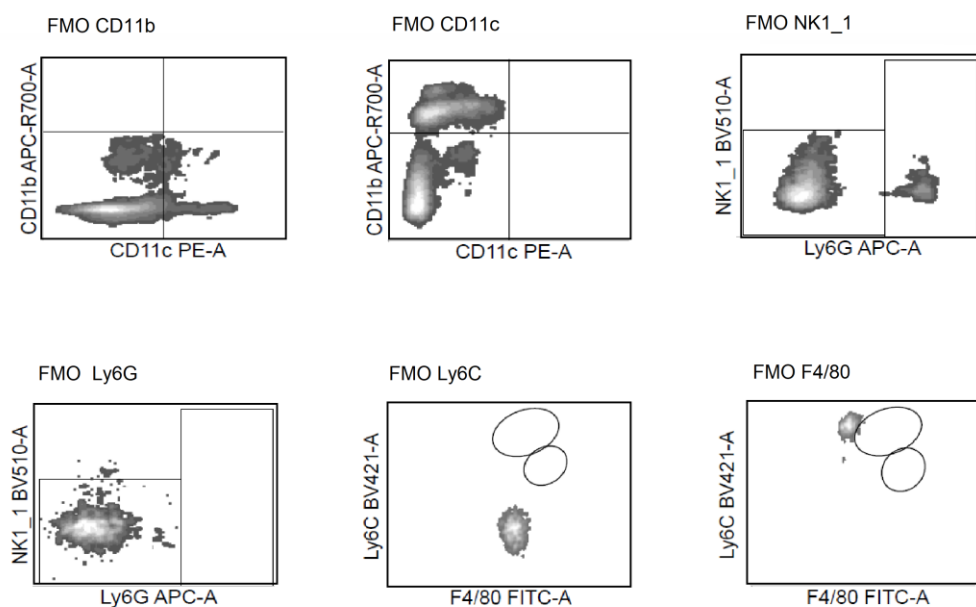 FMO CD11b
CD11b APC-R700-A
CD11c PE-A
FMO CD11c
CD11b APC-R700-A
CD11c PE-A
FMO NK1_1
NK1_1 BV510-A
Ly6G APC-A
FMO Ly6G
NK1_1 BV510-A
Ly6G APC-A
FMO Ly6C
Ly6C BV421-A
F4/80 FITC-A
FMO F4/80
Ly6C BV421-A
F4/80 FITC-A